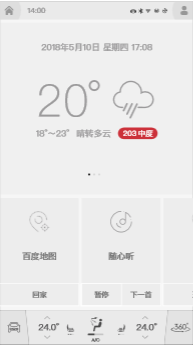 14:00
2018年5月10日 星期四 17:08
20°
18°~23° 晴转多云 203 中度
百度地图 随心听
回家 暂停 下一首
24.0° 24.0° 360°
A/C